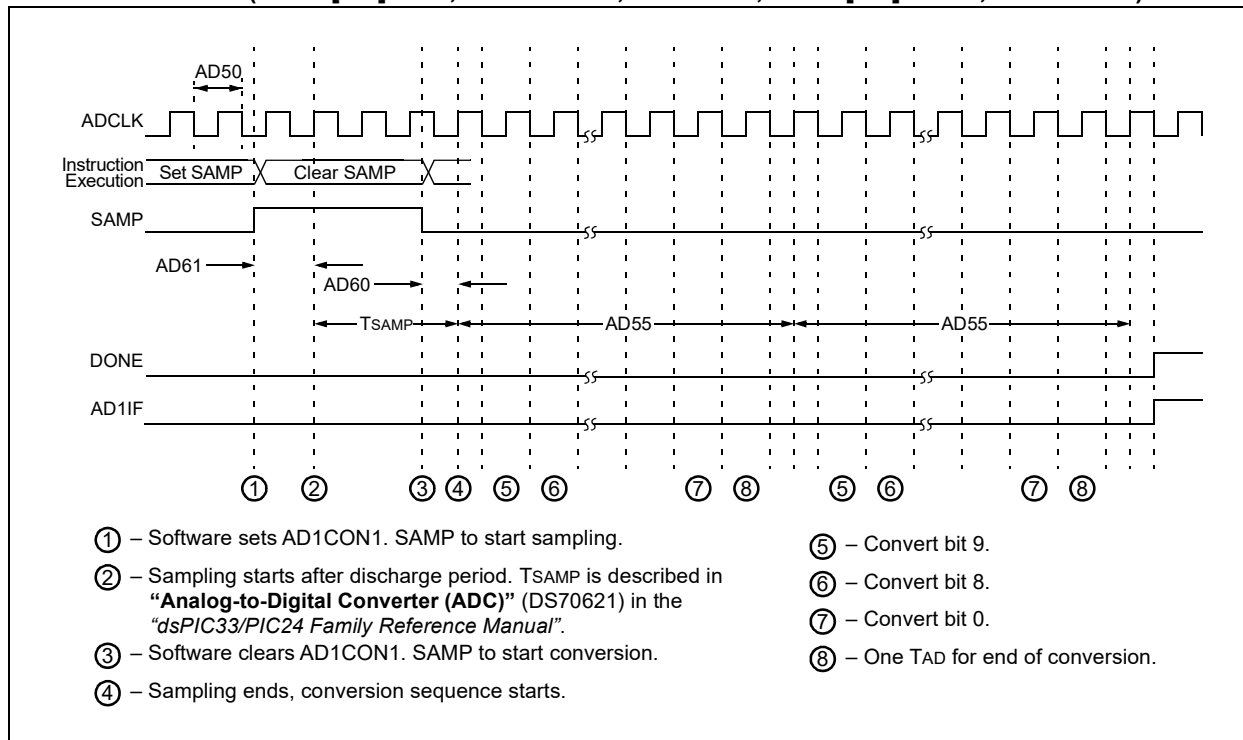 AD50
ADCLK
Instruction
Execution
Set SAMP
Clear SAMP
SAMP
AD61
AD60
TSAMP
AD55
AD55
DONE
AD1IF
1 2 3 4 5 6 7 8 5 6 7 8
1 – Software sets AD1CON1. SAMP to start sampling.
2 – Sampling starts after discharge period. TSAMP is described in
“Analog-to-Digital Converter (ADC)” (DS70621) in the
“dsPIC33/PIC24 Family Reference Manual”.
3 – Software clears AD1CON1. SAMP to start conversion.
4 – Sampling ends, conversion sequence starts.
5 – Convert bit 9.
6 – Convert bit 8.
7 – Convert bit 0.
8 – One TAD for end of conversion.